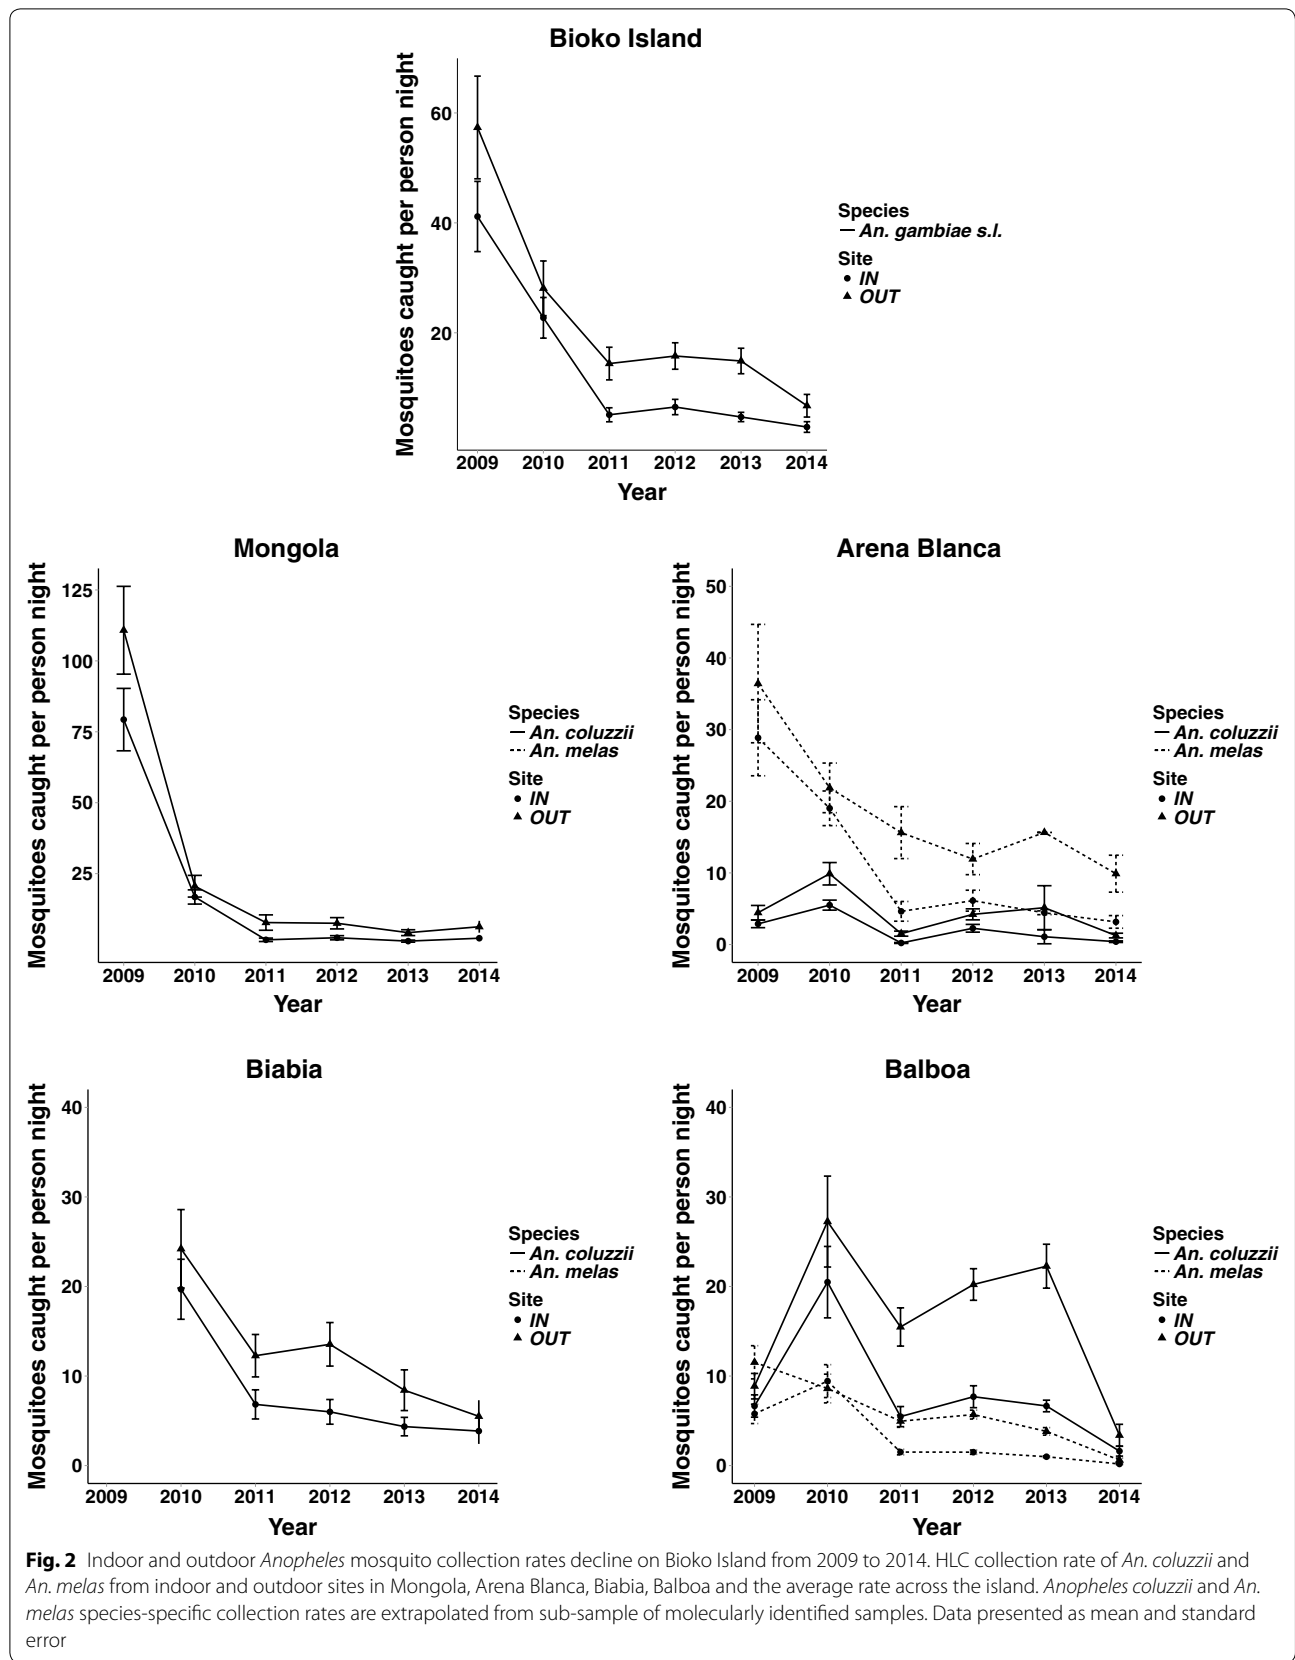 Bioko Island
Mosquitoes caught per person night
60
40
20
2009 2010 2011 2012 2013 2014
Year
Species
An. gambiae s.l.
Site
IN
OUT
Mongola
Mosquitoes caught per person night
125
100
75
50
25
2009 2010 2011 2012 2013 2014
Year
Species
An. coluzzii
An. melas
Site
IN
OUT
Arena Blanca
Mosquitoes caught per person night
50
40
30
20
10
0
2009 2010 2011 2012 2013 2014
Year
Species
An. coluzzii
An. melas
Site
IN
OUT
Biabia
Mosquitoes caught per person night
40
30
20
10
0
2009 2010 2011 2012 2013 2014
Year
Species
An. coluzzii
An. melas
Site
IN
OUT
Balboa
Mosquitoes caught per person night
40
30
20
10
0
2009 2010 2011 2012 2013 2014
Year
Species
An. coluzzii
An. melas
Site
IN
OUT
Fig. 2 Indoor and outdoor Anopheles mosquito collection rates decline on Bioko Island from 2009 to 2014. HLC collection rate of An. coluzzii and
An. melas from indoor and outdoor sites in Mongola, Arena Blanca, Biabia, Balboa and the average rate across the island. Anopheles coluzzii and An.
melas species-specific collection rates are extrapolated from sub-sample of molecularly identified samples. Data presented as mean and standard
error